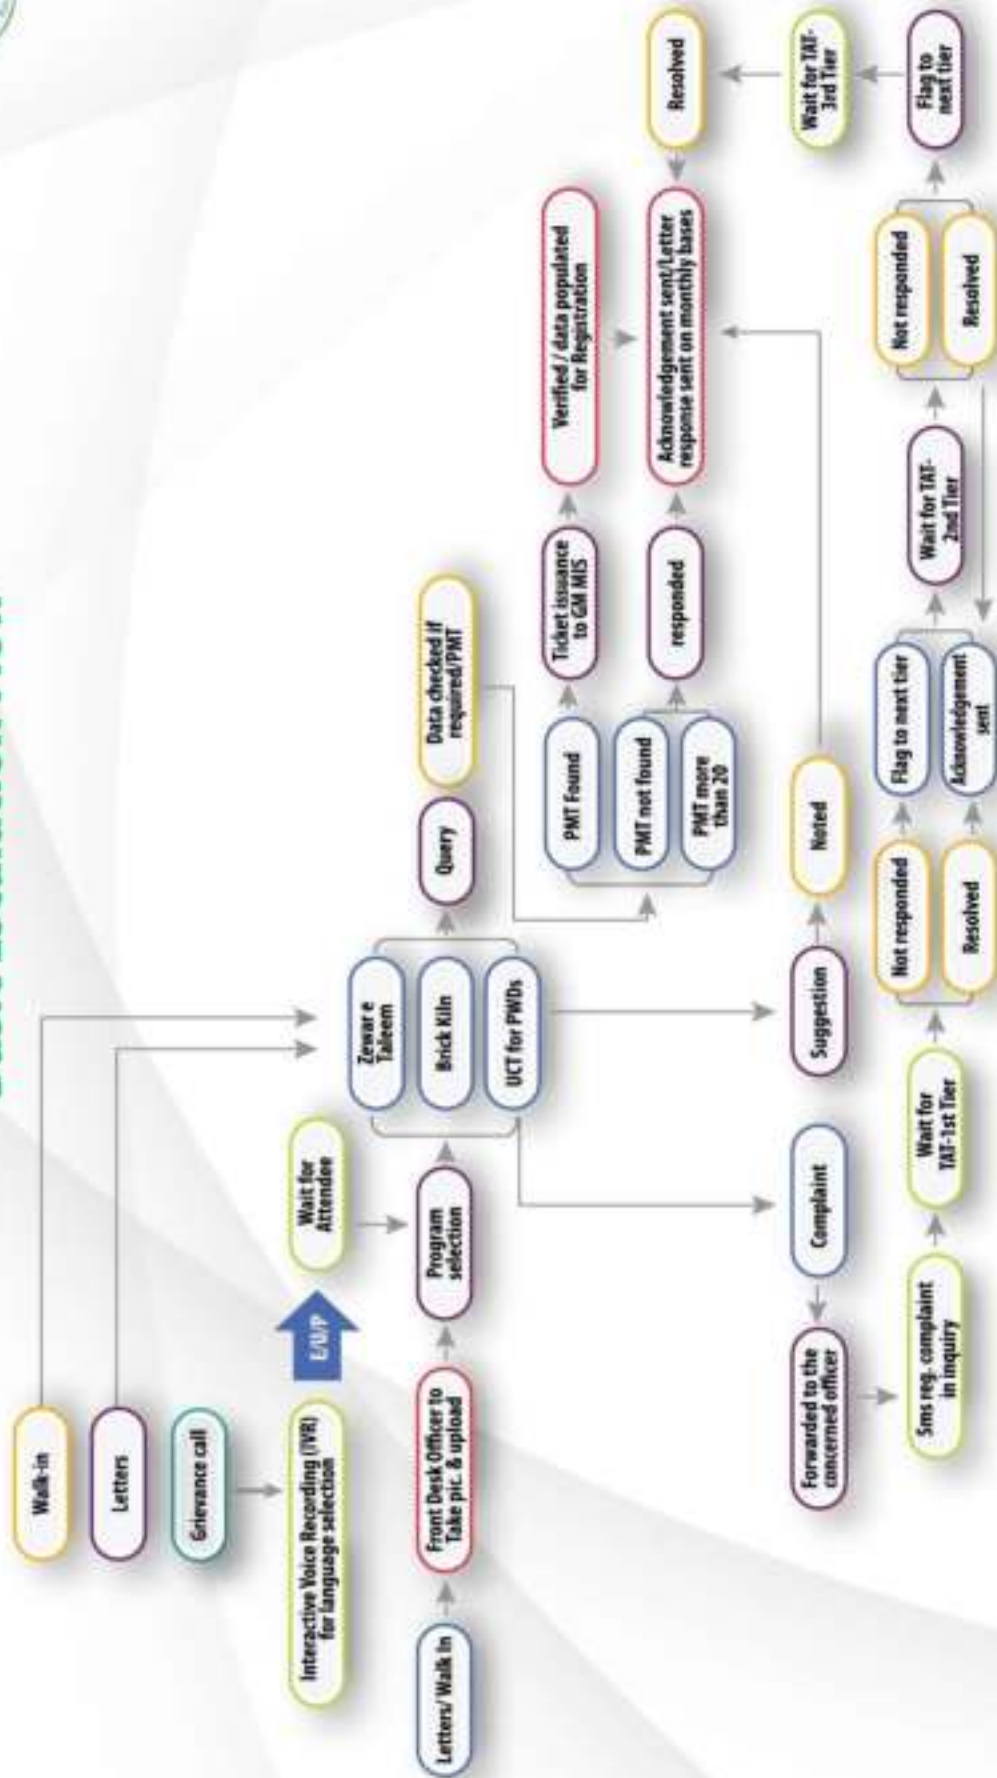 Walk-in
Letters
Grievance call
Interactive Voice Recording (IVR)
for language selection
E/U/P
Wait for
Attendee
Letters/ Walk In
Front Desk Officer to
Take pic. & upload
Program
selection
Zewar e
Taleem
Brick Kiln
UCT for PWDs
Query
Data checked if
required/PMT
PMT Found
PMT not found
PMT more
than 20
Ticket issuance
to GM MIS
responded
Verified / data populated
for Registration
Acknowledgement sent/Letter
response sent on monthly bases
Resolved
Complaint
Suggestion
Noted
Wait for TAT-
3rd Tier
Forwarded to the
concerned officer
Sms reg. complaint
in inquiry
Wait for
TAT-1st Tier
Not responded
Resolved
Flag to next tier
Acknowledgement
sent
Wait for TAT-
2nd Tier
Not responded
Resolved
Flag to
next tier